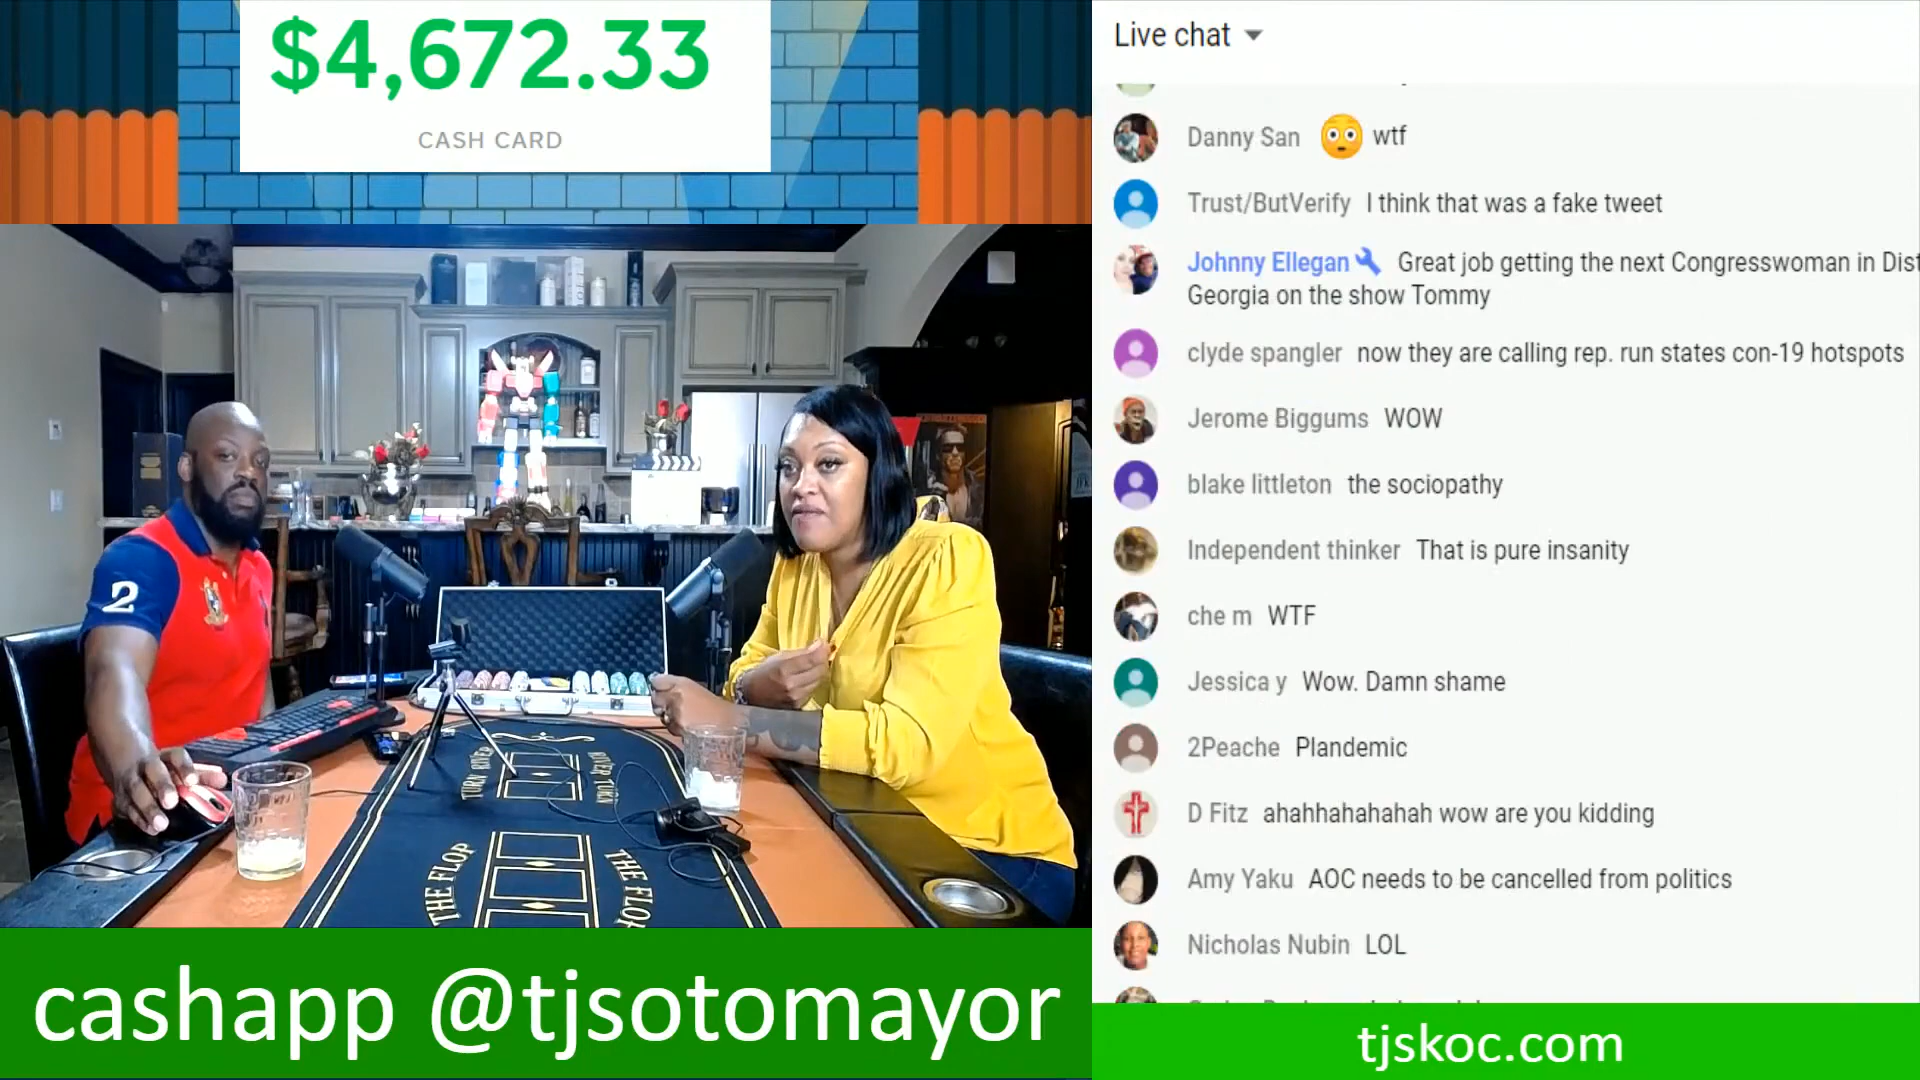 $4,672.33
CASH CARD
2
TURN RIVER
RIVER TURN
THE FLOP
THE FLOP
cashapp @tjsotomayor
Live chat
Danny San 😳 wtf
Trust/ButVerify I think that was a fake tweet
Johnny Ellegan Great job getting the next Congresswoman in Dist
Georgia on the show Tommy
clyde spangler now they are calling rep. run states con-19 hotspots
Jerome Biggums WOW
blake littleton the sociopathy
Independent thinker That is pure insanity
che m WTF
Jessica y Wow. Damn shame
2Peache Plandemic
D Fitz ahahhahahahah wow are you kidding
Amy Yaku AOC needs to be cancelled from politics
Nicholas Nubin LOL
tjskoc.com